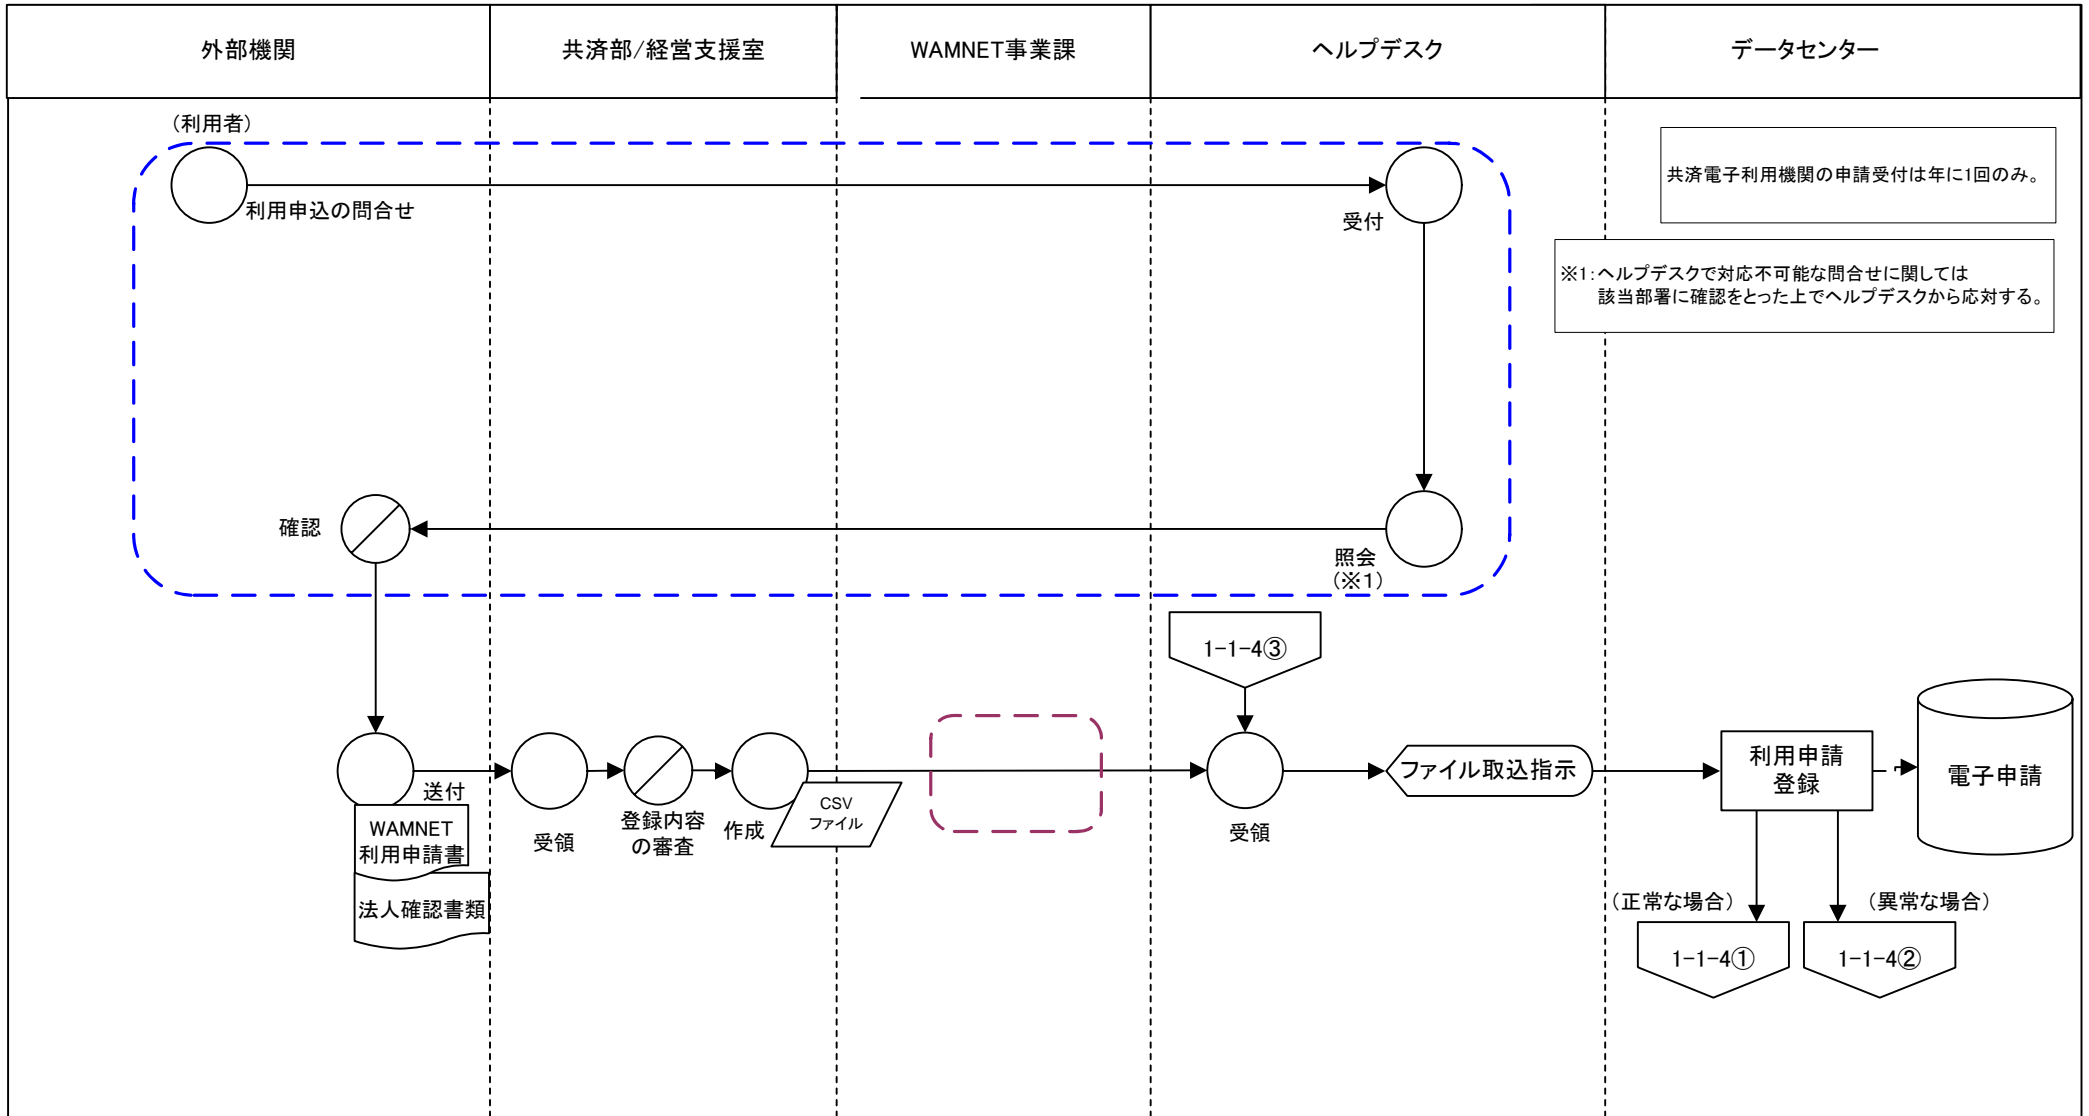 外部機関
共済部/経営支援室
WAMNET事業課
ヘルプデスク
データセンター
（利用者）
利用申込の問合せ
受付
共済電子利用機関の申請受付は年に1回のみ。
※1：ヘルプデスクで対応不可能な問合せに関しては
該当部署に確認をとった上でヘルプデスクから応対する。
確認
照会
（※1）
1-1-4③
送付
WAMNET
利用申請書
法人確認書類
受領
登録内容
の審査
作成
CSV
ファイル
受領
ファイル取込指示
利用申請
登録
電子申請
（正常な場合）
（異常な場合）
1-1-4①
1-1-4②